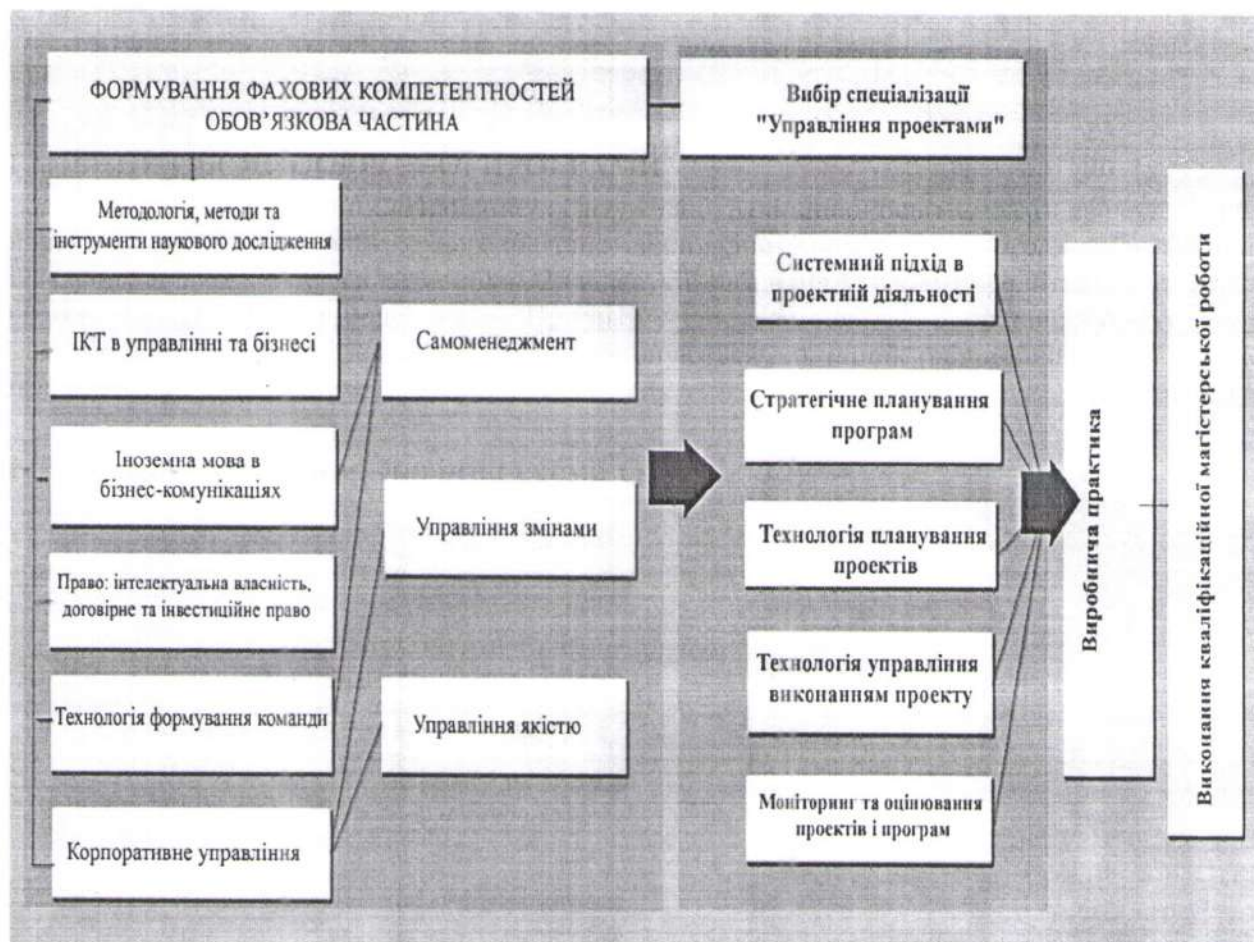 ФОРМУВАННЯ ФАХОВИХ КОМПЕТЕНТНОСТЕЙ
ОБОВ’ЯЗКОВА ЧАСТИНА
Методологія, методи та
інструменти наукового дослідження
ІКТ в управлінні та бізнесі
Іноземна мова в
бізнес-комунікаціях
Право: інтелектуальна власність,
договірне та інвестиційне право
Технологія формування команди
Корпоративне управління
Самоменеджмент
Управління змінами
Управління якістю
Вибір спеціалізації
"Управління проектами"
Системний підхід в
проектній діяльності
Стратегічне планування
програм
Технологія планування
проектів
Технологія управління
виконанням проекту
Моніторинг та оцінювання
проектів і програм
Виробнича практика
Виконання кваліфікаційної магістерської роботи